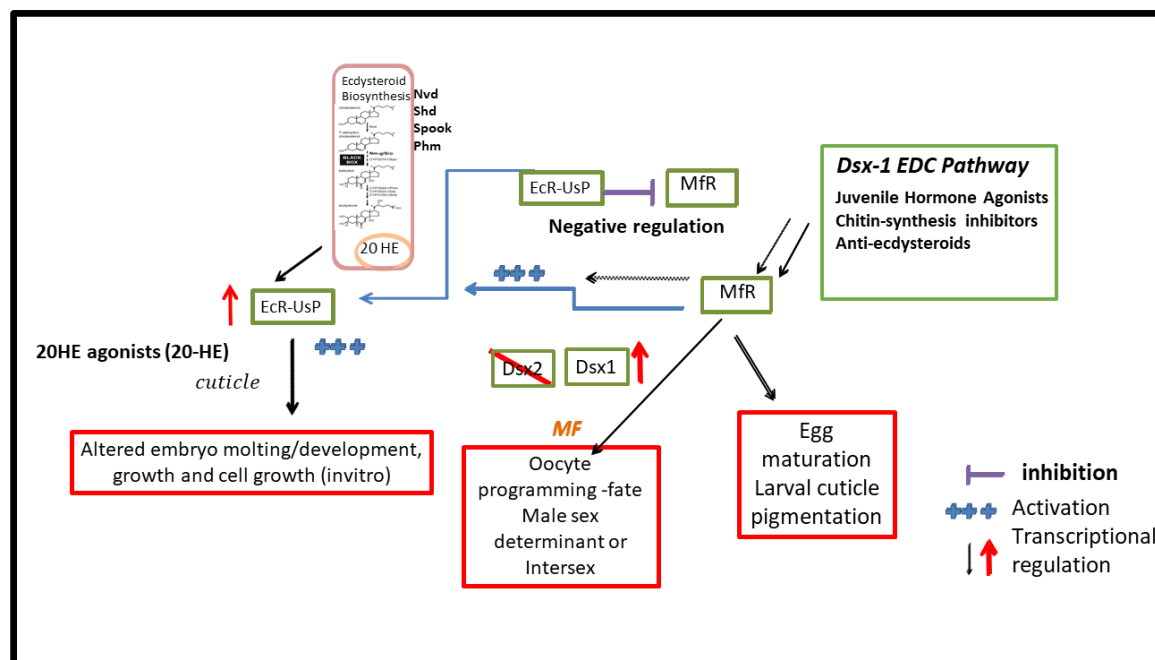 Ecdysteroid
Biosynthesis
Nvd
Shd
Spook
Phm
BLACK
BOX
20 HE
EcR-UsP
MfR
Negative regulation
Dsx-1 EDC Pathway
Juvenile Hormone Agonists
Chitin-synthesis inhibitors
Anti-ecdysteroids
MfR
EcR-UsP
20HE agonists (20-HE)
cuticle
Dsx2
Dsx1
MF
Altered embryo molting/development,
growth and cell growth (invitro)
Oocyte
programming -fate
Male sex
determinant or
Intersex
Egg
maturation
Larval cuticle
pigmentation
inhibition
Activation
Transcriptional
regulation